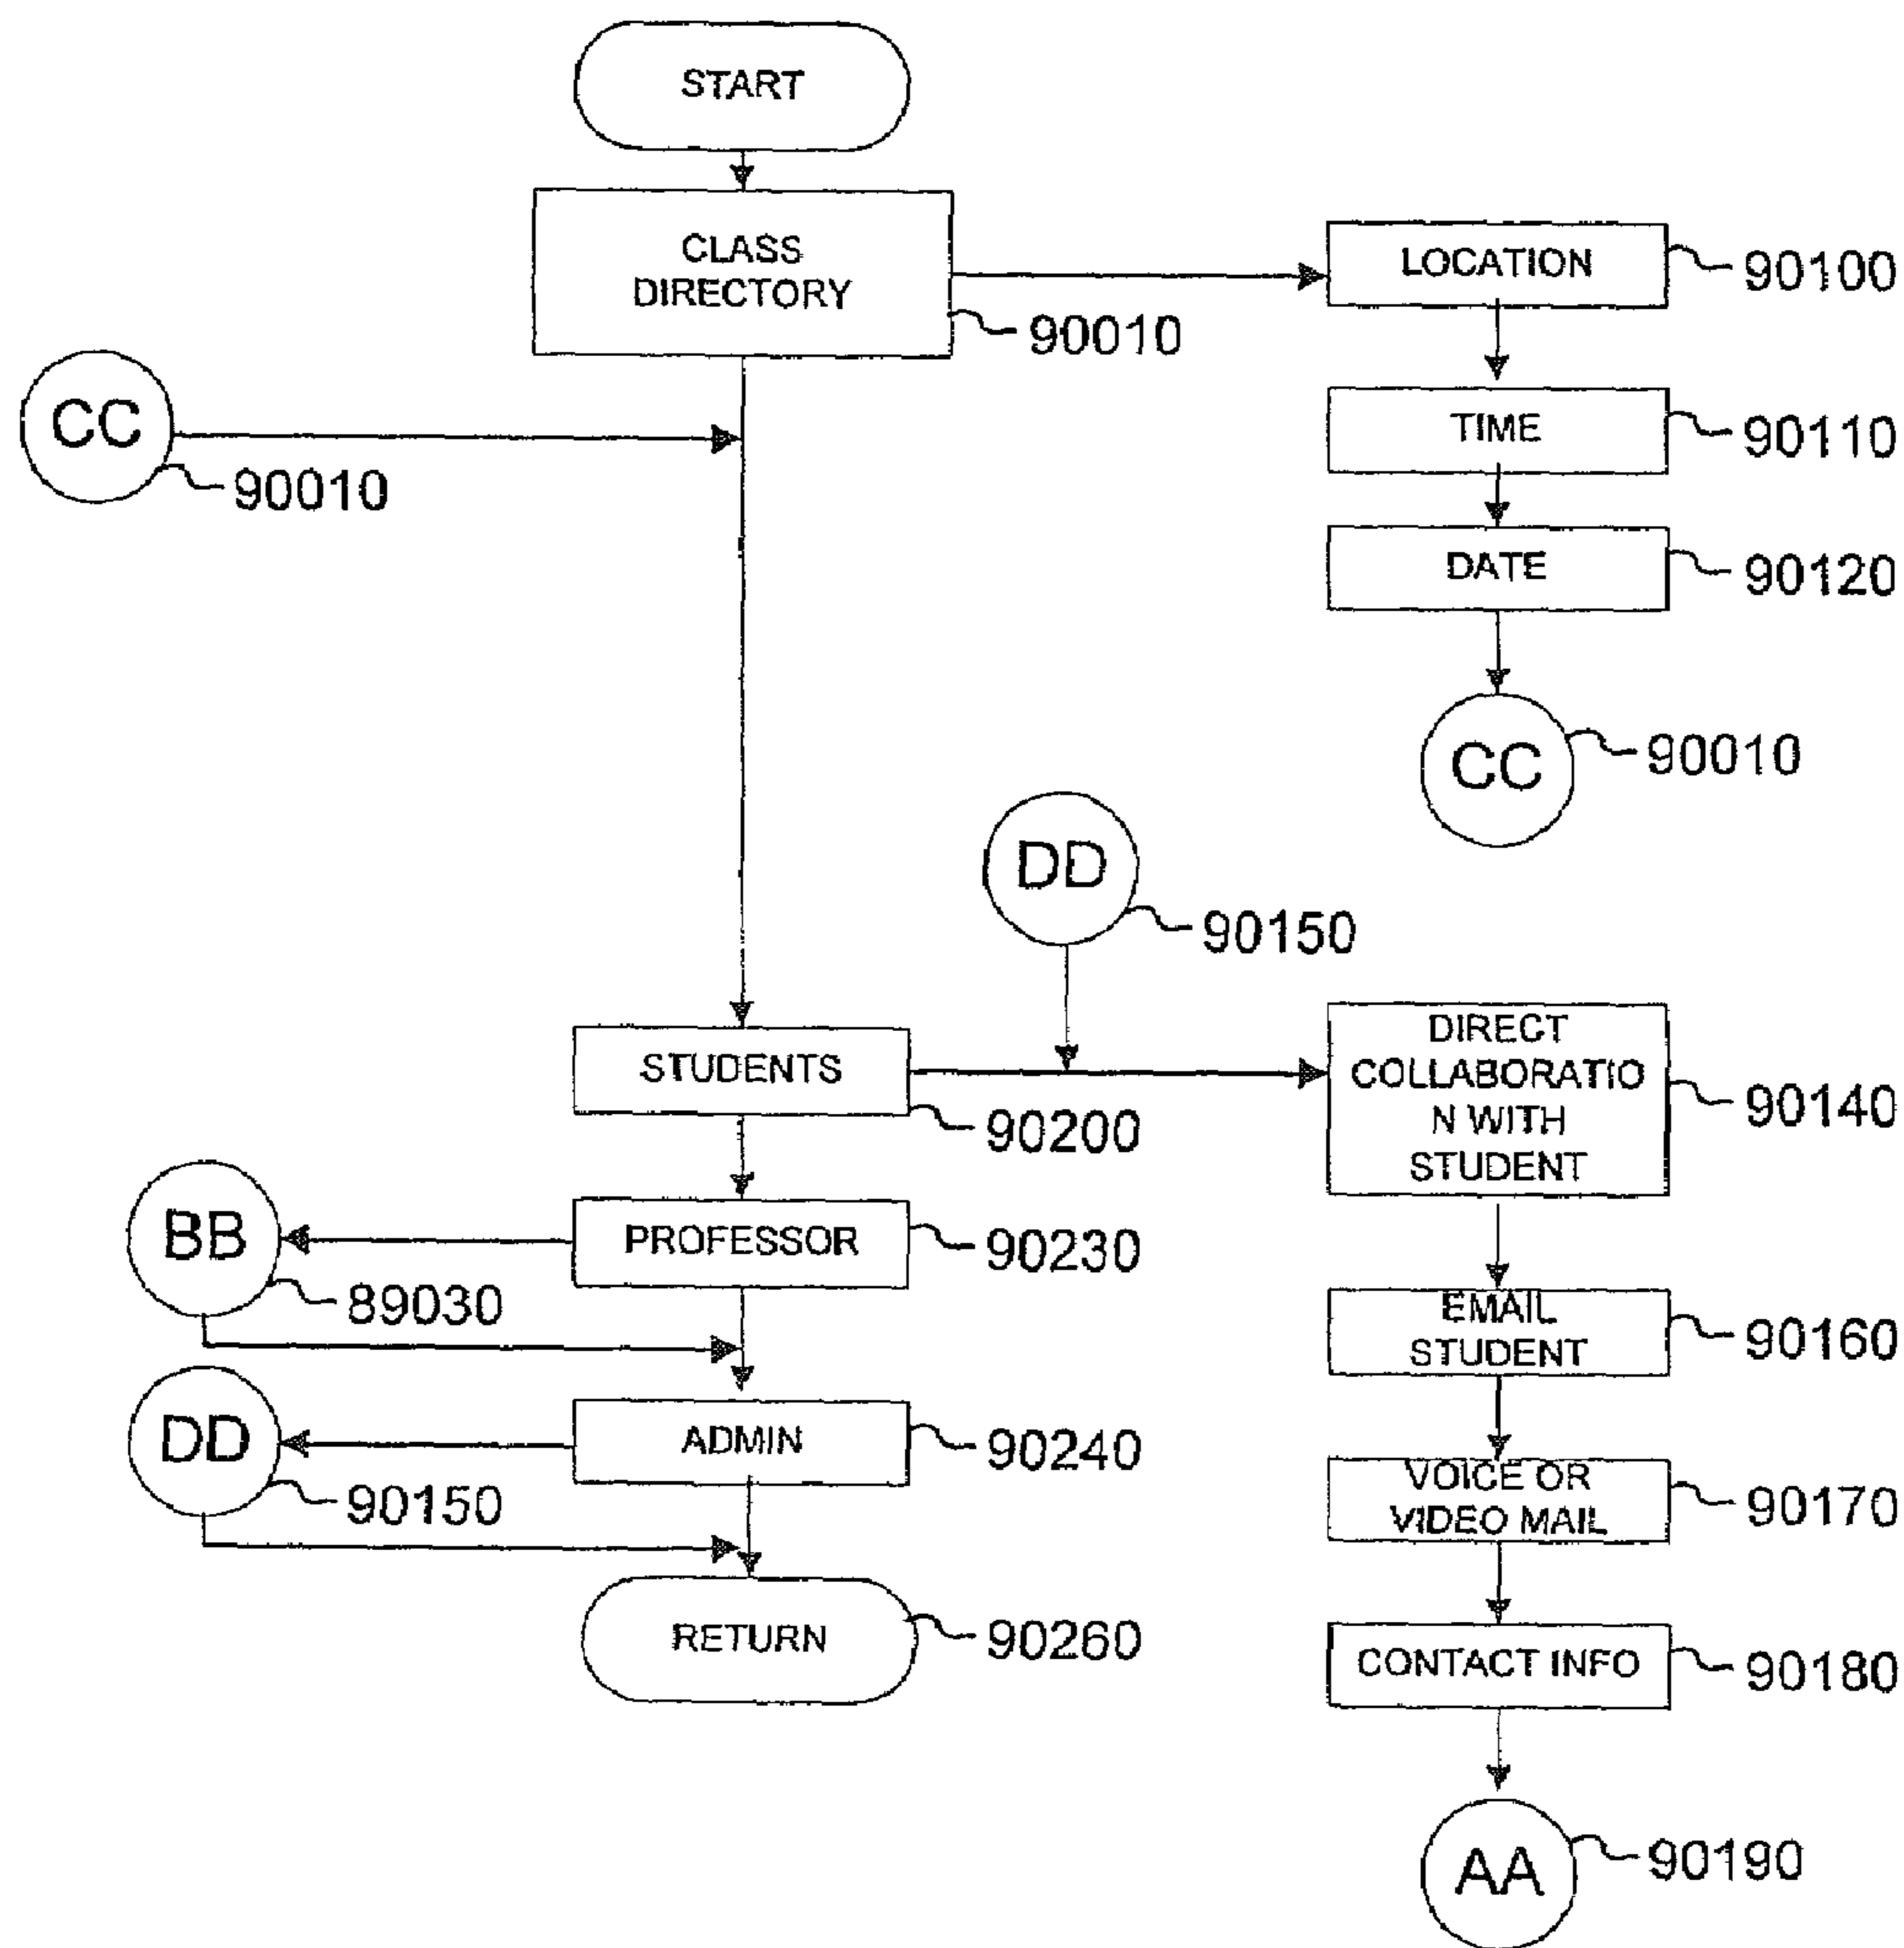 START
CLASS
DIRECTORY
90010
LOCATION
90100
CC
90010
TIME
90110
DATE
90120
CC
90010
DD
90150
STUDENTS
90200
DIRECT
COLLABORATIO
N WITH
STUDENT
90140
BB
89030
PROFESSOR
90230
EMAIL
STUDENT
90160
DD
90150
ADMIN
90240
VOICE OR
VIDEO MAIL
90170
RETURN
90260
CONTACT INFO
90180
AA
90190